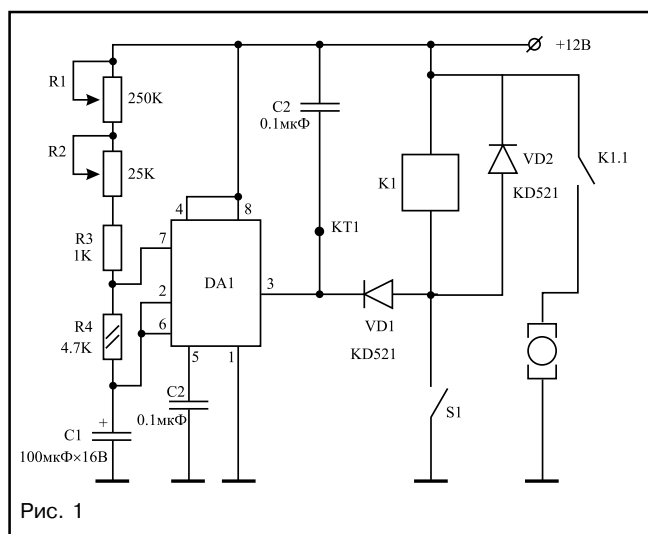 +12В
R1
250K
C2
0.1мкФ
R2
25K
K1
VD2
KD521
K1.1
R3
1K
4
8
7
KT1
2
DA1
3
R4
4.7K
6
VD1
KD521
5
1
C2
0.1мкФ
S1
+
C1
100мкФ×16В
Рис. 1